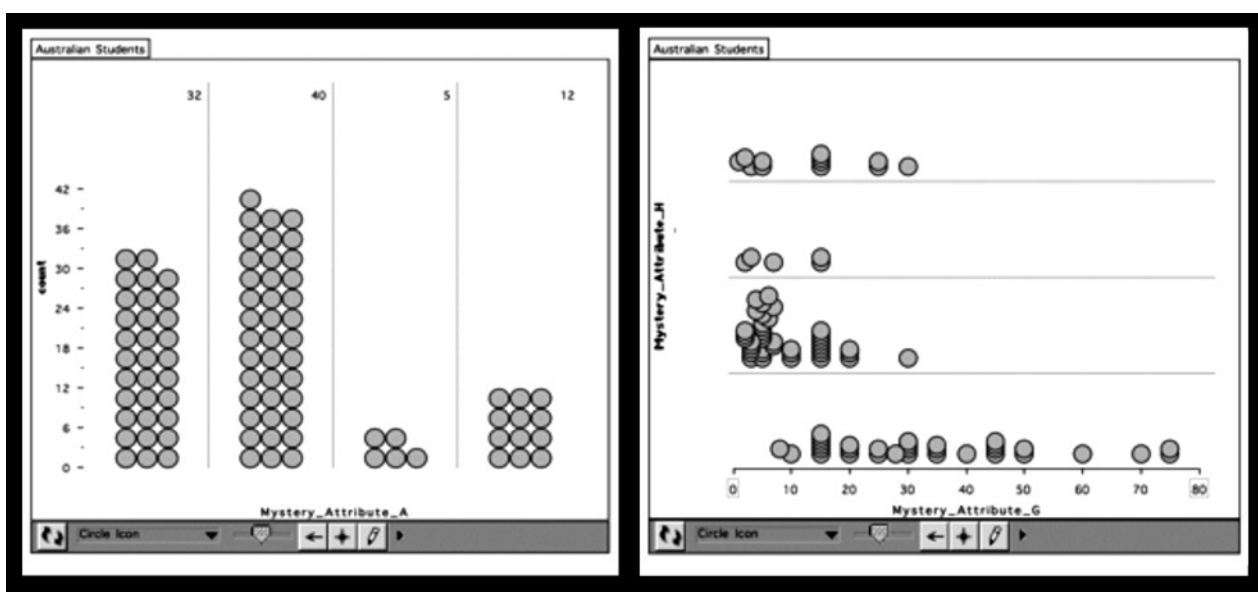 Australian Students
32 40 5 12
42
36
30
24
18
12
6
0
count
Mystery_Attribute_A
Circle Icon
Australian Students
Mystery_Attribute_H
0 10 20 30 40 50 60 70 80
Mystery_Attribute_G
Circle Icon